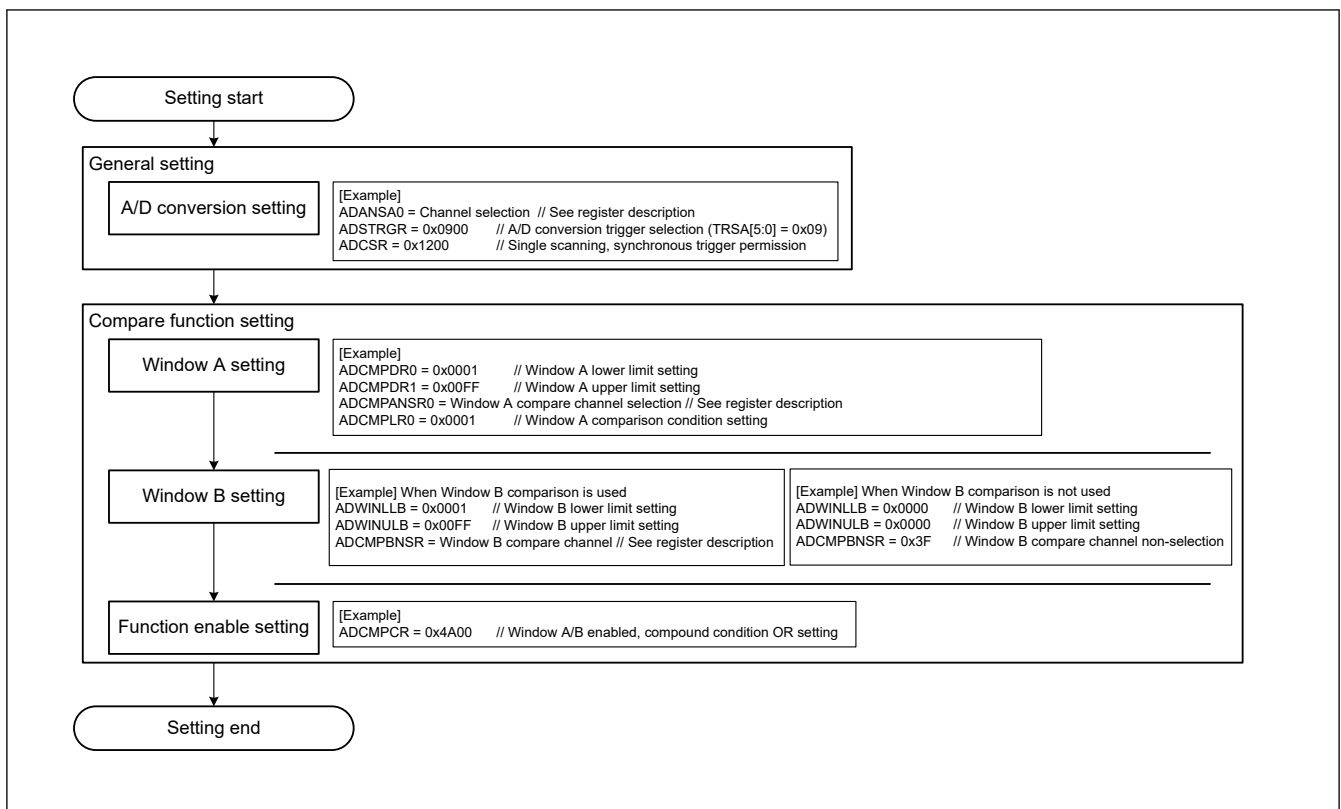 Setting start
General setting
A/D conversion setting
[Example]
ADANSA0 = Channel selection // See register description
ADSTRGR = 0x0900 // A/D conversion trigger selection (TRSA[5:0] = 0x09)
ADCSR = 0x1200 // Single scanning, synchronous trigger permission
Compare function setting
Window A setting
[Example]
ADCMPDR0 = 0x0001 // Window A lower limit setting
ADCMPDR1 = 0x00FF // Window A upper limit setting
ADCMPANSR0 = Window A compare channel selection // See register description
ADCMPLR0 = 0x0001 // Window A comparison condition setting
Window B setting
[Example] When Window B comparison is used
ADWINLLB = 0x0001 // Window B lower limit setting
ADWINULB = 0x00FF // Window B upper limit setting
ADCMPBNSR = Window B compare channel // See register description
[Example] When Window B comparison is not used
ADWINLLB = 0x0000 // Window B lower limit setting
ADWINULB = 0x0000 // Window B upper limit setting
ADCMPBNSR = 0x3F // Window B compare channel non-selection
Function enable setting
[Example]
ADCMPCR = 0x4A00 // Window A/B enabled, compound condition OR setting
Setting end